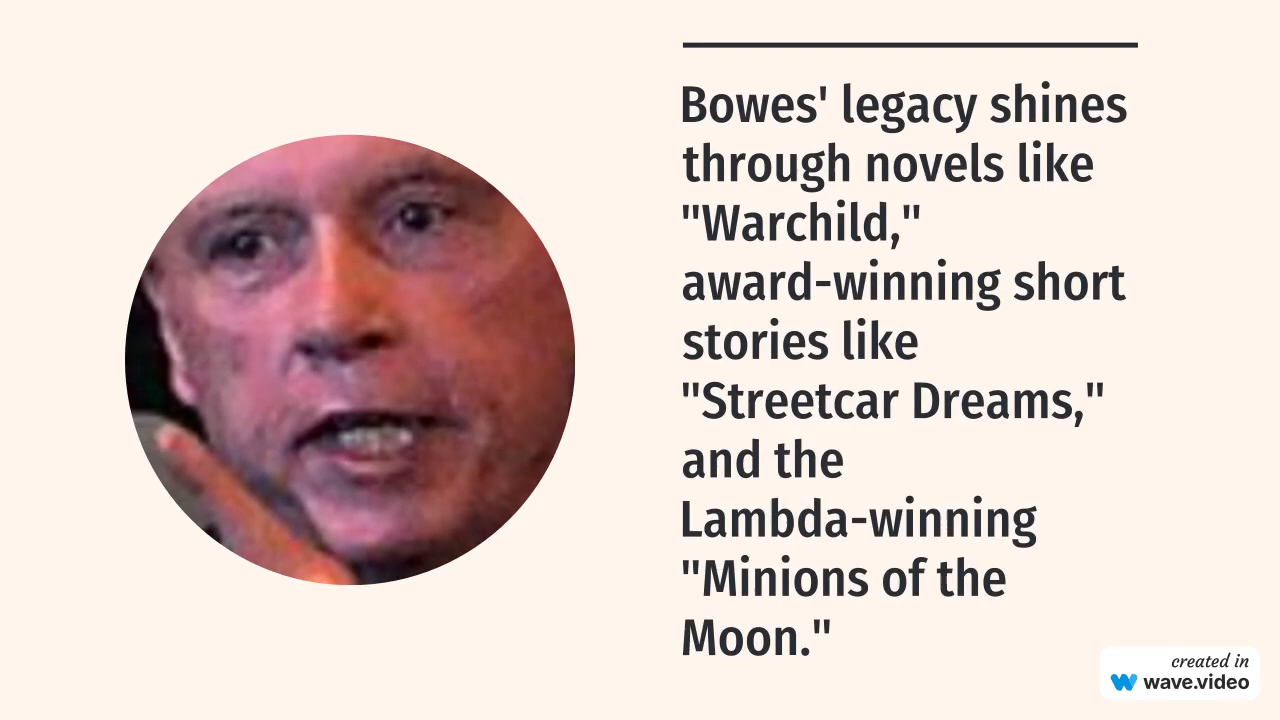 Bowes' legacy shines
through novels like
"Warchild,"
award-winning short
stories like
"Streetcar Dreams,"
and the
Lambda-winning
"Minions of the
Moon."
created in
wave.video